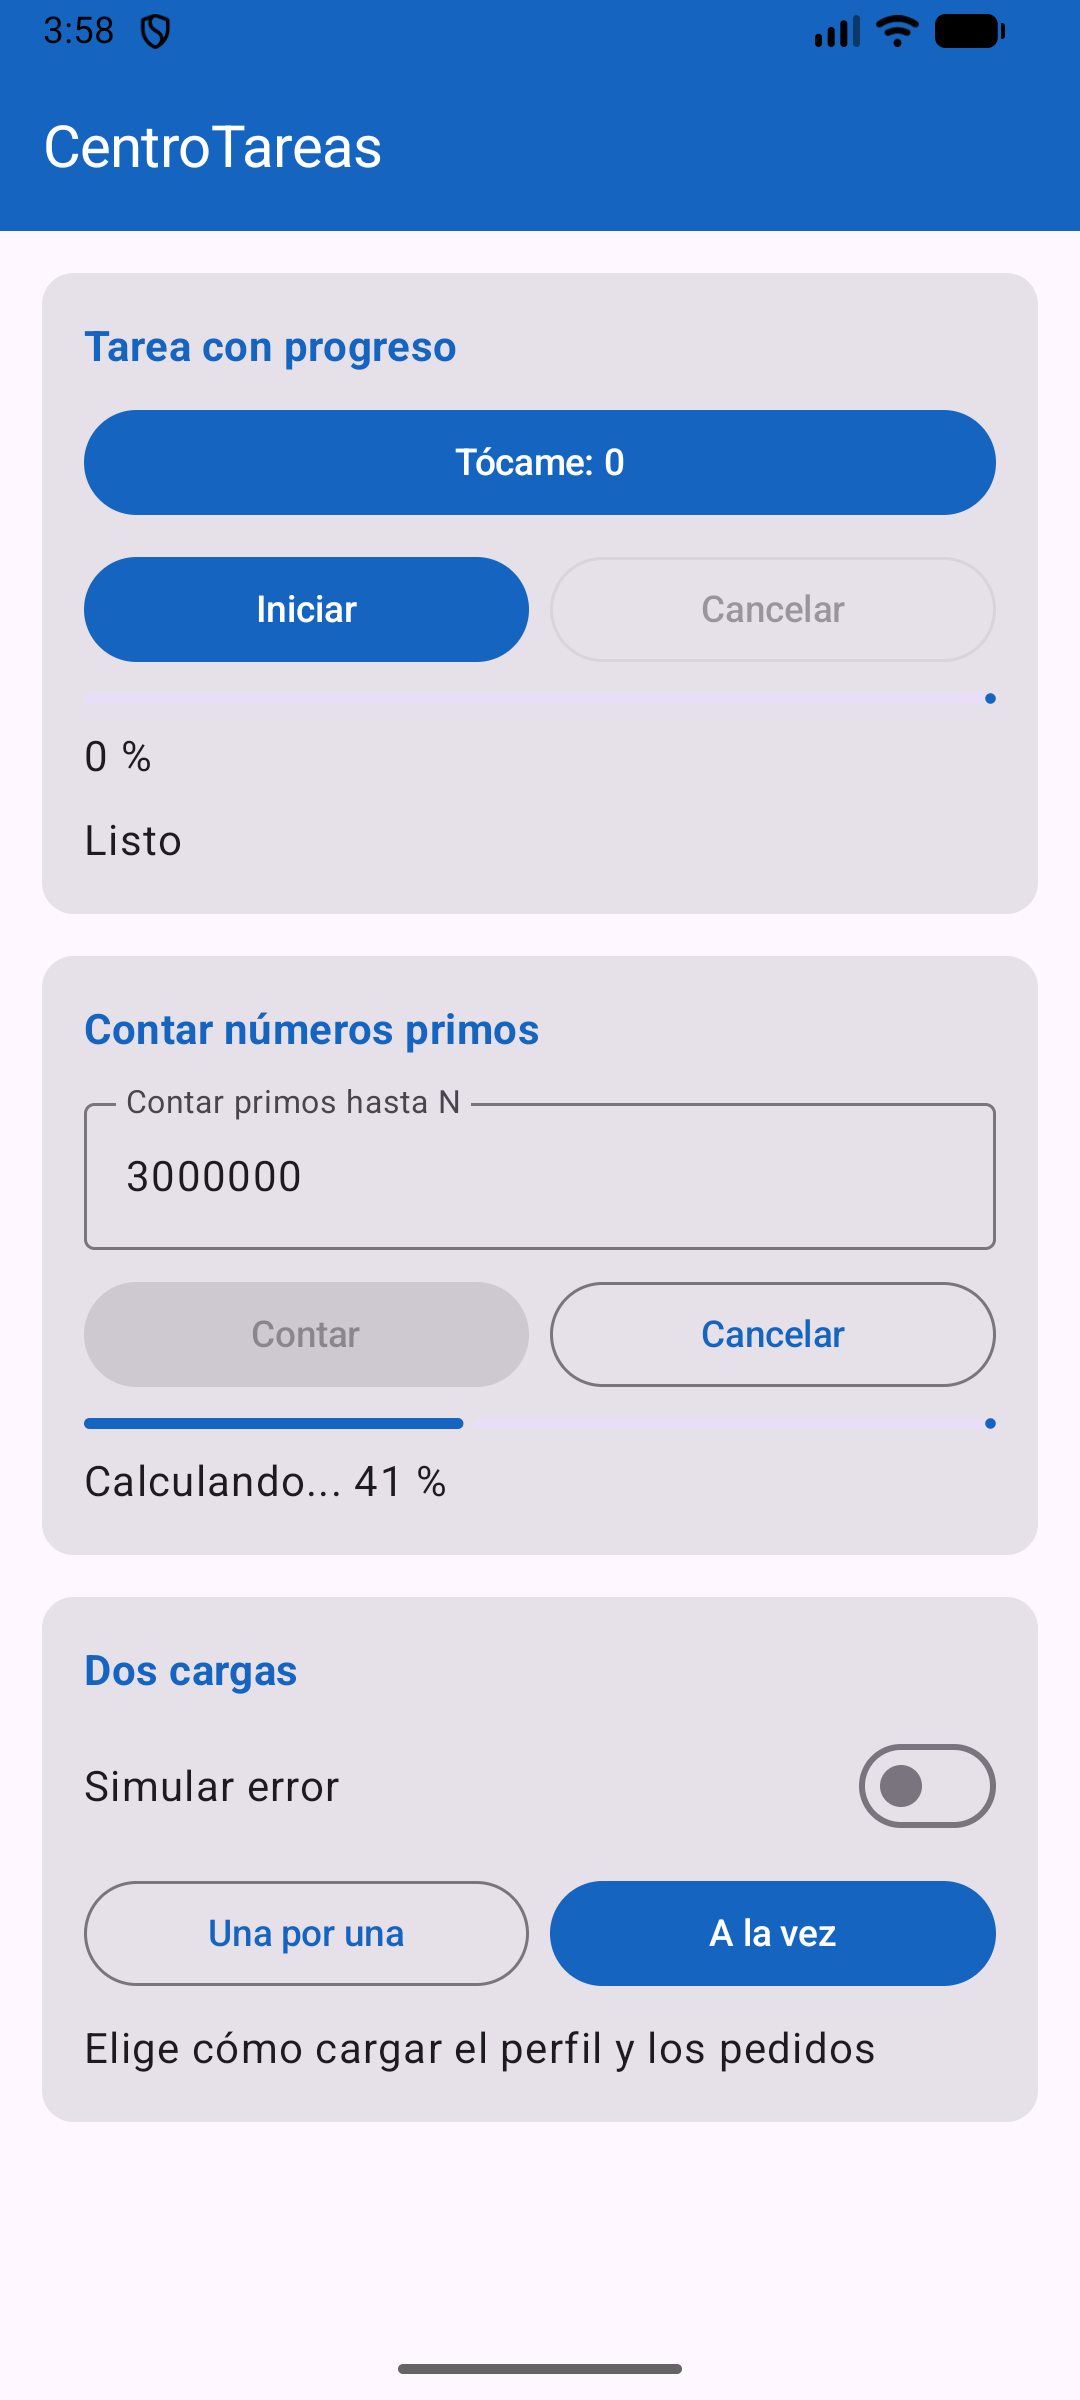 3:58
CentroTareas
Tarea con progreso
Tócame: 0
Iniciar
Cancelar
0 %
Listo
Contar números primos
Contar primos hasta N
3000000
Contar
Cancelar
Calculando... 41 %
Dos cargas
Simular error
Una por una
A la vez
Elige cómo cargar el perfil y los pedidos